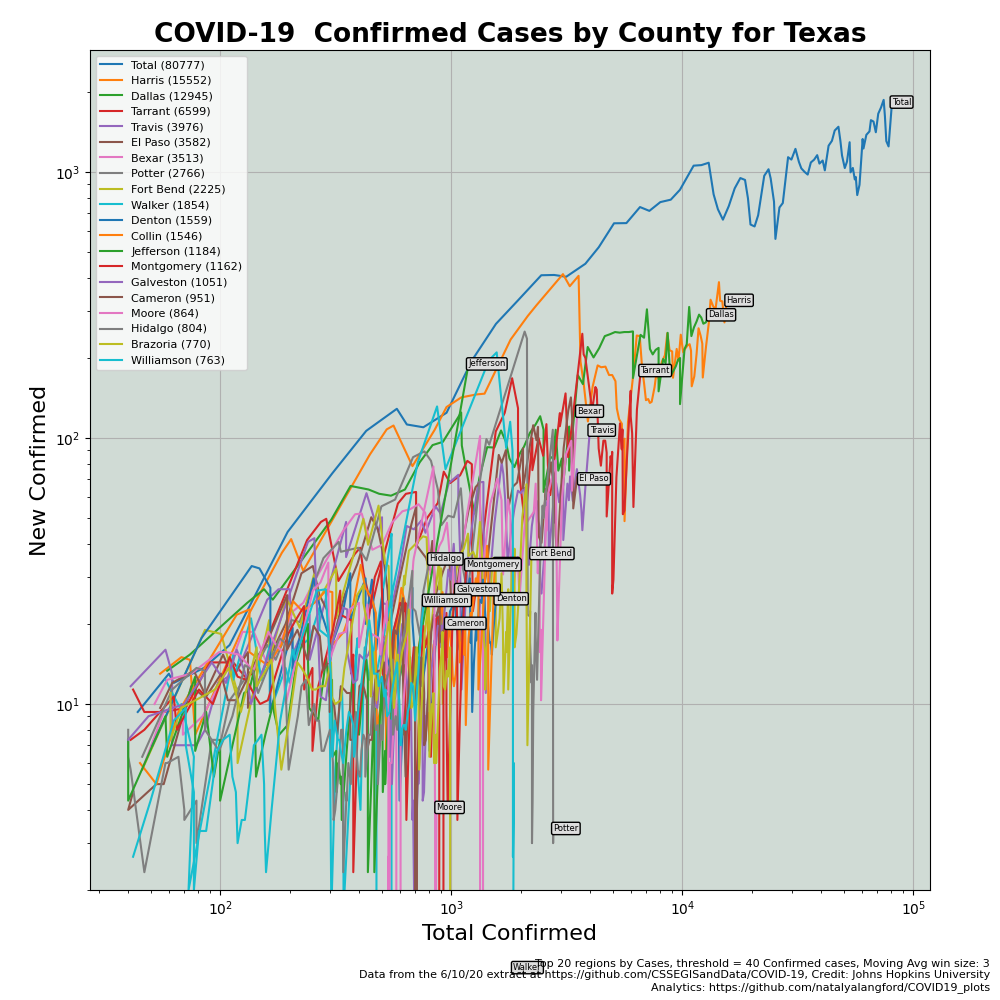 COVID-19 Confirmed Cases by County for Texas
Total (80777)
Harris (15552)
Dallas (12945)
Tarrant (6599)
Travis (3976)
El Paso (3582)
Bexar (3513)
Potter (2766)
Fort Bend (2225)
Walker (1854)
Denton (1559)
Collin (1546)
Jefferson (1184)
Montgomery (1162)
Galveston (1051)
Cameron (951)
Moore (864)
Hidalgo (804)
Brazoria (770)
Williamson (763)
Total
Harris
Dallas
Jefferson
Tarrant
Bexar
Travis
El Paso
Fort Bend
Hidalgo
Montgomery
Galveston
Williamson
Denton
Cameron
Moore
Potter
Walker
New Confirmed
10³
10²
10¹
10²
10³
10⁴
10⁵
Total Confirmed
Top 20 regions by Cases, threshold = 40 Confirmed cases, Moving Avg win size: 3
Data from the 6/10/20 extract at https://github.com/CSSEGISandData/COVID-19, Credit: Johns Hopkins University
Analytics: https://github.com/natalyalangford/COVID19_plots